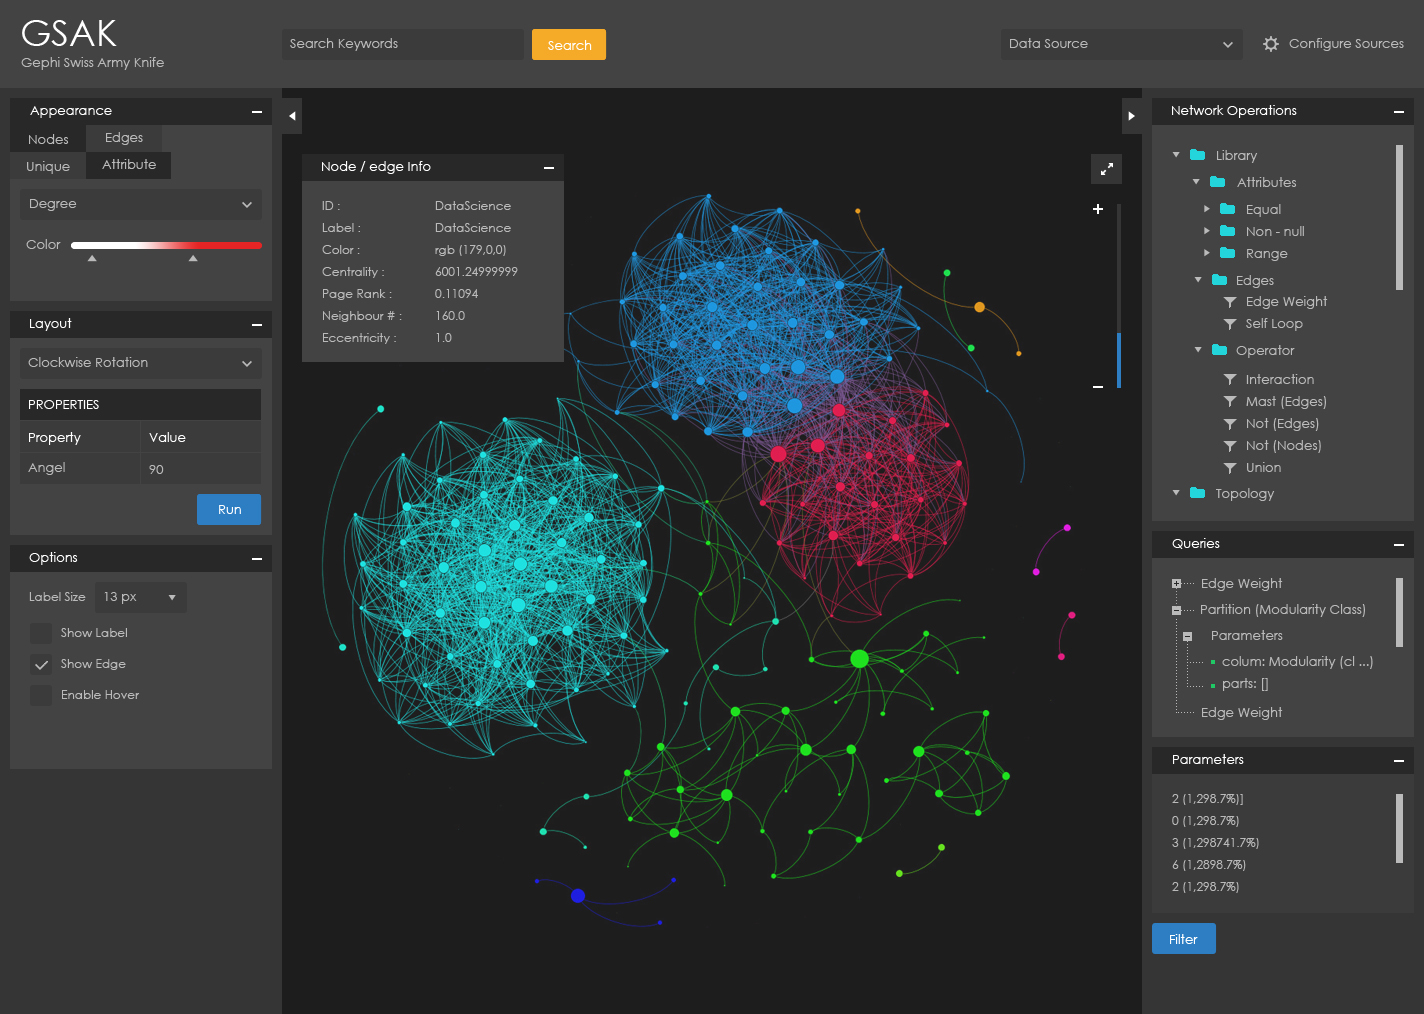 GSAK
Gephi Swiss Army Knife
Search Keywords
Search
Data Source
Configure Sources
Appearance
Nodes
Edges
Unique
Attribute
Degree
Color
Layout
Clockwise Rotation
PROPERTIES
Property Value
Angel 90
Run
Options
Label Size 13 px
Show Label
Show Edge
Enable Hover
Node / edge Info
ID : DataScience
Label : DataScience
Color : rgb (179,0,0)
Centrality : 6001.24999999
Page Rank : 0.11094
Neighbour # : 160.0
Eccentricity : 1.0
Network Operations
Library
Attributes
Equal
Non - null
Range
Edges
Edge Weight
Self Loop
Operator
Interaction
Mast (Edges)
Not (Edges)
Not (Nodes)
Union
Topology
Queries
Edge Weight
Partition (Modularity Class)
Parameters
colum: Modularity (cl ...)
parts: []
Edge Weight
Parameters
2 (1,298.7%)]
0 (1,298.7%)
3 (1,298741.7%)
6 (1,2898.7%)
2 (1,298.7%)
Filter